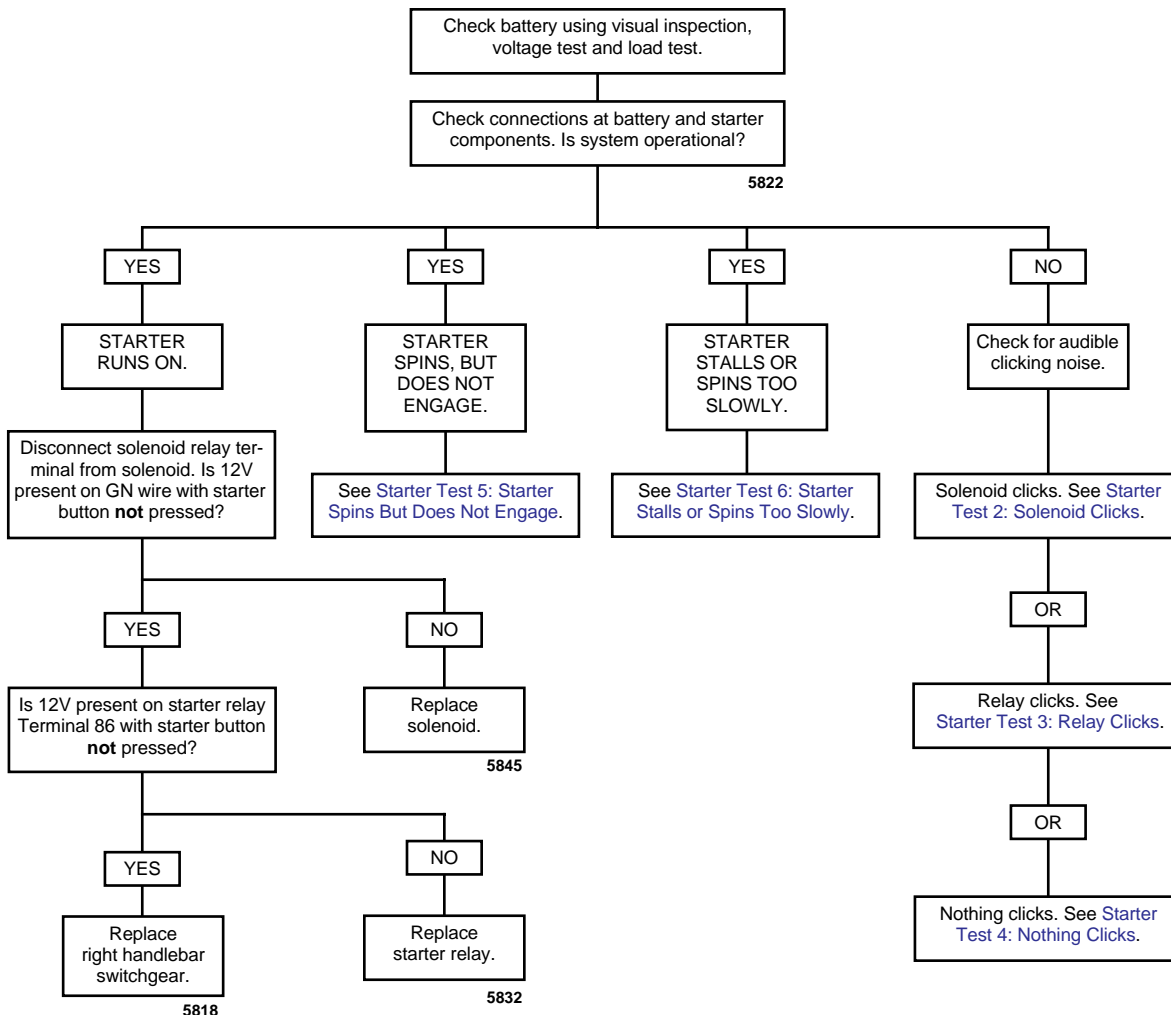 Check battery using visual inspection,
voltage test and load test.
Check connections at battery and starter
components. Is system operational?
5822
YES
YES
YES
NO
STARTER
RUNS ON.
STARTER
SPINS, BUT
DOES NOT
ENGAGE.
STARTER
STALLS OR
SPINS TOO
SLOWLY.
Check for audible
clicking noise.
Disconnect solenoid relay ter-
minal from solenoid. Is 12V
present on GN wire with starter
button not pressed?
See Starter Test 5: Starter
Spins But Does Not Engage.
See Starter Test 6: Starter
Stalls or Spins Too Slowly.
Solenoid clicks. See Starter
Test 2: Solenoid Clicks.
YES
NO
OR
Is 12V present on starter relay
Terminal 86 with starter button
not pressed?
Replace
solenoid.
5845
Relay clicks. See
Starter Test 3: Relay Clicks.
YES
NO
OR
Replace
right handlebar
switchgear.
5818
Replace
starter relay.
5832
Nothing clicks. See Starter
Test 4: Nothing Clicks.